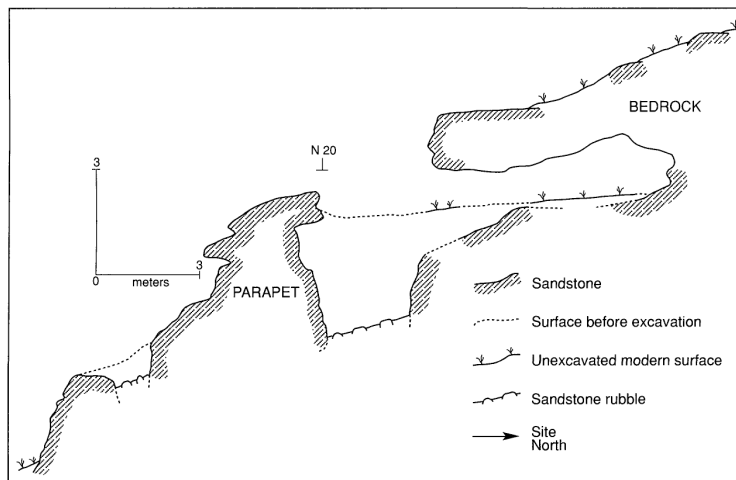 BEDROCK
N 20
3
3
0 meters
PARAPET
Sandstone
Surface before excavation
Unexcavated modern surface
Sandstone rubble
Site
North